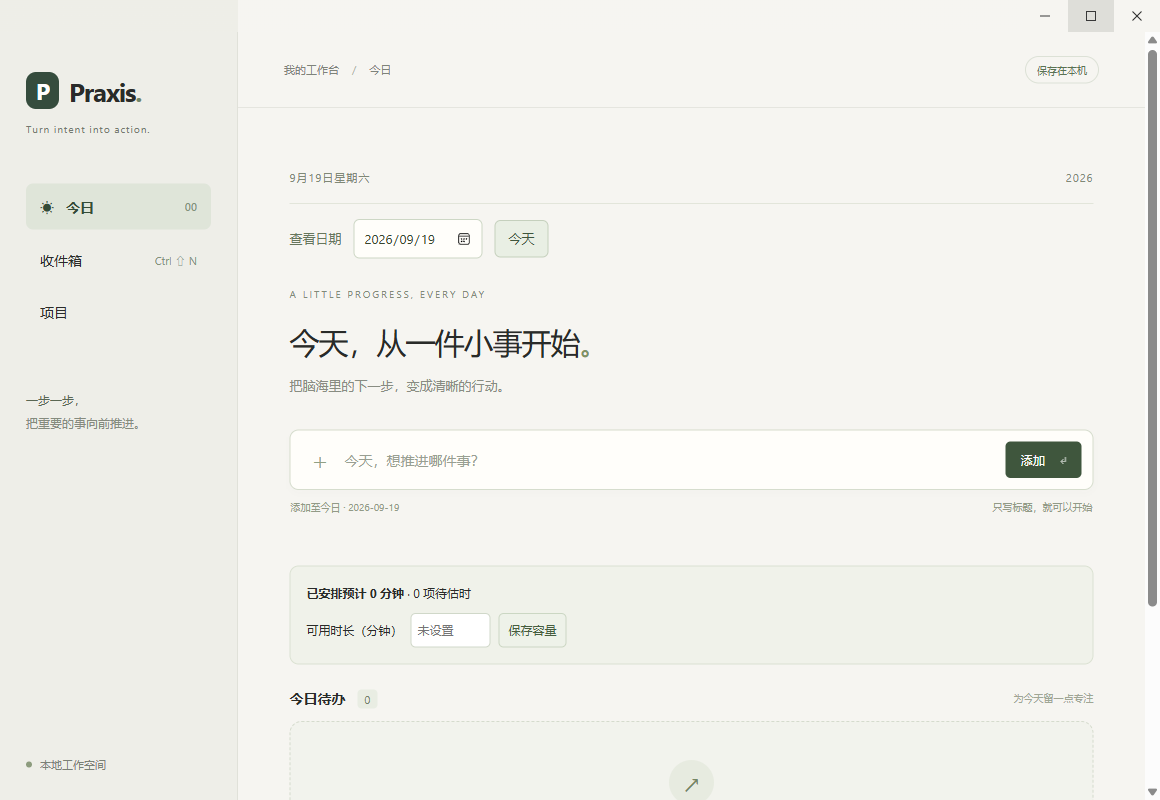 P Praxis.
Turn intent into action.
今日 00
收件箱 Ctrl ⇧ N
项目
一步一步，
把重要的事向前推进。
本地工作空间
我的工作台 / 今日
保存在本机
9月19日星期六 2026
查看日期 2026/09/19 今天
A LITTLE PROGRESS, EVERY DAY
今天，从一件小事开始。
把脑海里的下一步，变成清晰的行动。
今天，想推进哪件事？ 添加 ↵
添加至今日 · 2026-09-19 只写标题，就可以开始
已安排预计 0 分钟 · 0 项待估时
可用时长（分钟） 未设置 保存容量
今日待办 0 为今天留一点专注